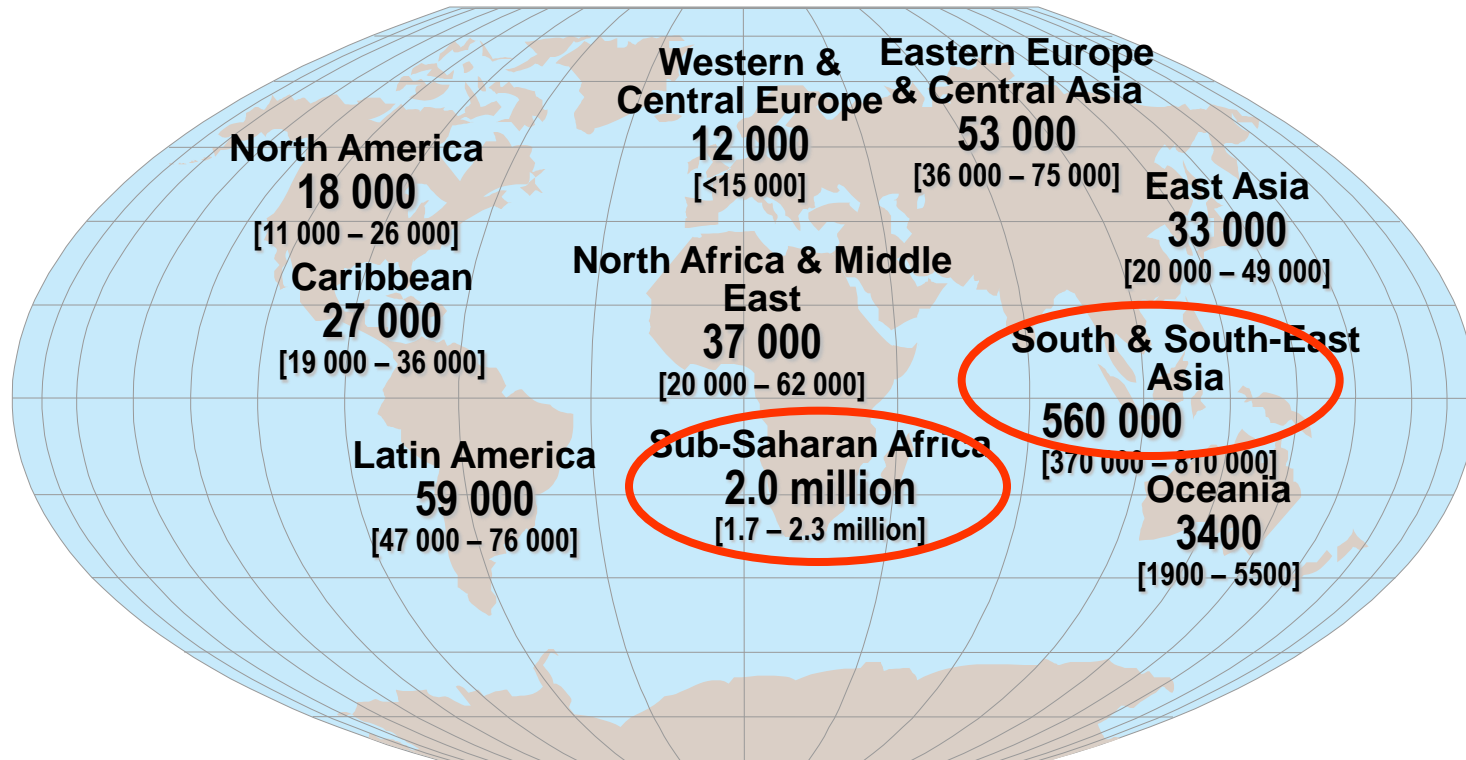 Western &
Central Europe
12 000
[<15 000]
Eastern Europe
& Central Asia
53 000
[36 000 – 75 000]
North America
18 000
[11 000 – 26 000]
East Asia
33 000
[20 000 – 49 000]
Caribbean
27 000
[19 000 – 36 000]
North Africa & Middle
East
37 000
[20 000 – 62 000]
South & South-East
Asia
560 000
[370 000 – 810 000]
Latin America
59 000
[47 000 – 76 000]
Sub-Saharan Africa
2.0 million
[1.7 – 2.3 million]
Oceania
3400
[1900 – 5500]